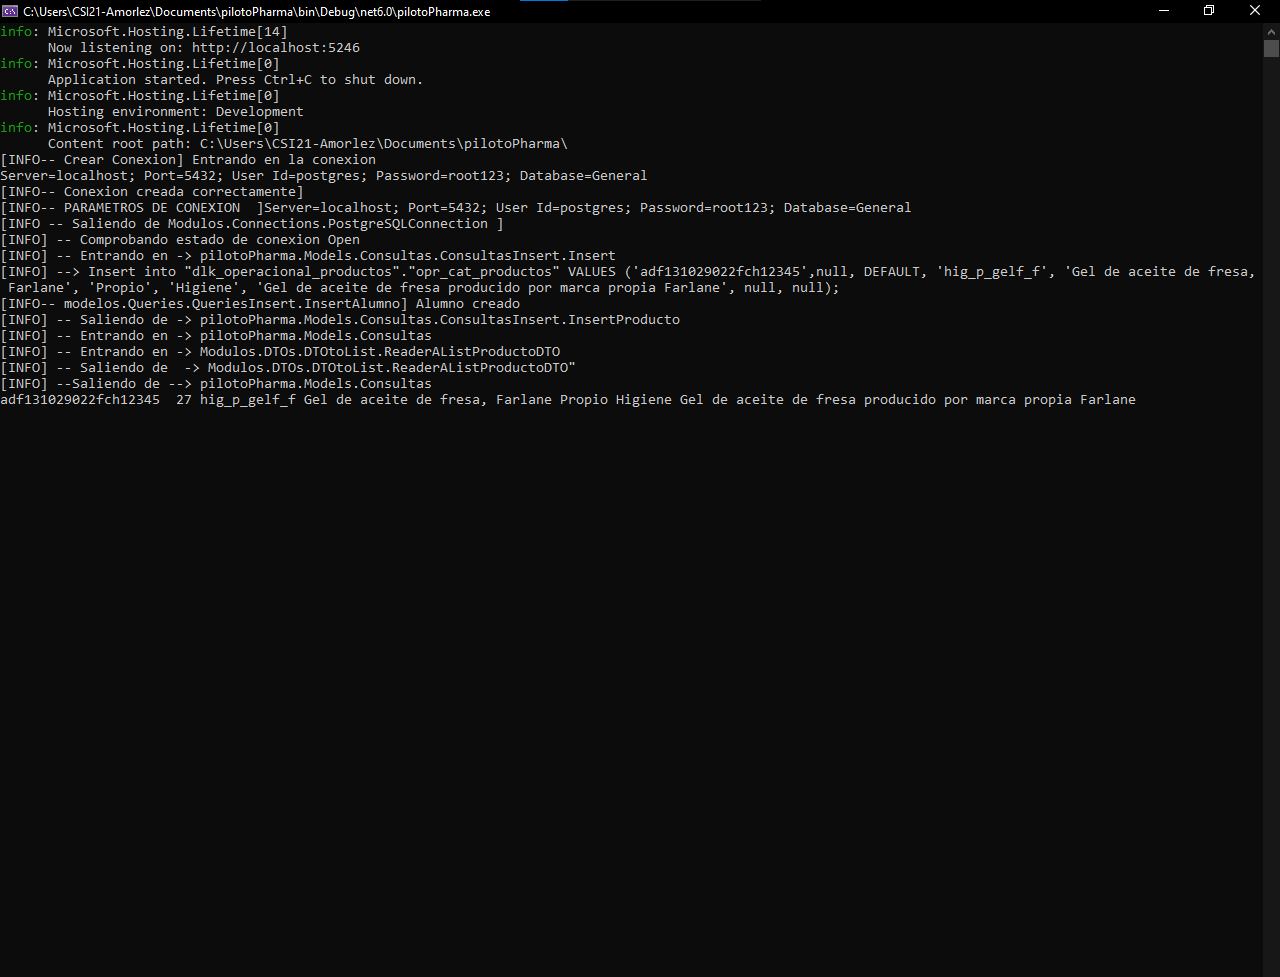 C:\Users\CSI21-Amorlez\Documents\pilotoPharma\bin\Debug\net6.0\pilotoPharma.exe
info: Microsoft.Hosting.Lifetime[14]
Now listening on: http://localhost:5246
info: Microsoft.Hosting.Lifetime[0]
Application started. Press Ctrl+C to shut down.
info: Microsoft.Hosting.Lifetime[0]
Hosting environment: Development
info: Microsoft.Hosting.Lifetime[0]
Content root path: C:\Users\CSI21-Amorlez\Documents\pilotoPharma\
[INFO-- Crear Conexion] Entrando en la conexion
Server=localhost; Port=5432; User Id=postgres; Password=root123; Database=General
[INFO-- Conexion creada correctamente]
[INFO-- PARAMETROS DE CONEXION  ]Server=localhost; Port=5432; User Id=postgres; Password=root123; Database=General
[INFO -- Saliendo de Modulos.Connections.PostgreSQLConnection ]
[INFO] -- Comprobando estado de conexion Open
[INFO] -- Entrando en -> pilotoPharma.Models.Consultas.ConsultasInsert.Insert
[INFO] --> Insert into "dlk_operacional_productos"."opr_cat_productos" VALUES ('adf131029022fch12345',null, DEFAULT, 'hig_p_gelf_f', 'Gel de aceite de fresa,
Farlane', 'Propio', 'Higiene', 'Gel de aceite de fresa producido por marca propia Farlane', null, null);
[INFO-- modelos.Queries.QueriesInsert.InsertAlumno] Alumno creado
[INFO] -- Saliendo de -> pilotoPharma.Models.Consultas.ConsultasInsert.InsertProducto
[INFO] -- Entrando en -> pilotoPharma.Models.Consultas
[INFO] -- Entrando en -> Modulos.DTOs.DTOtoList.ReaderAListProductoDTO
[INFO] -- Saliendo de  -> Modulos.DTOs.DTOtoList.ReaderAListProductoDTO"
[INFO] --Saliendo de --> pilotoPharma.Models.Consultas
adf131029022fch12345  27 hig_p_gelf_f Gel de aceite de fresa, Farlane Propio Higiene Gel de aceite de fresa producido por marca propia Farlane